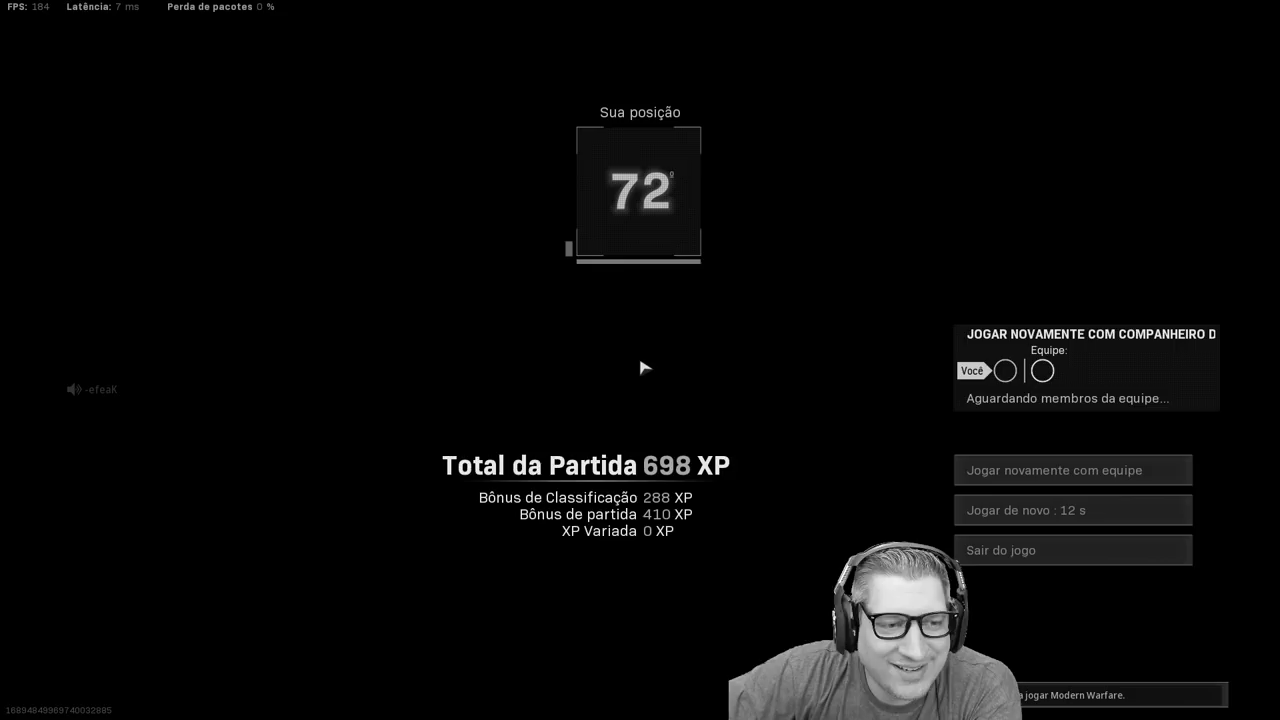 FPS: 184 Latência: 7 ms Perda de pacotes 0 %
Sua posição
72º
JOGAR NOVAMENTE COM COMPANHEIRO D
Equipe:
Você
Aguardando membros da equipe...
-efeaK
Total da Partida 698 XP
Bônus de Classificação 288 XP
Bônus de partida 410 XP
XP Variada 0 XP
Jogar novamente com equipe
Jogar de novo : 12 s
Sair do jogo
a jogar Modern Warfare.
16894849969740032885